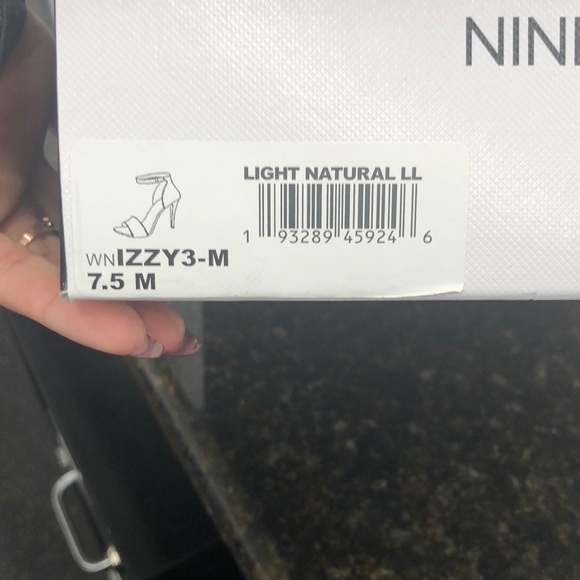 NINE
LIGHT NATURAL LL
1 93289 45924 6
WNIZZY3-M
7.5 M